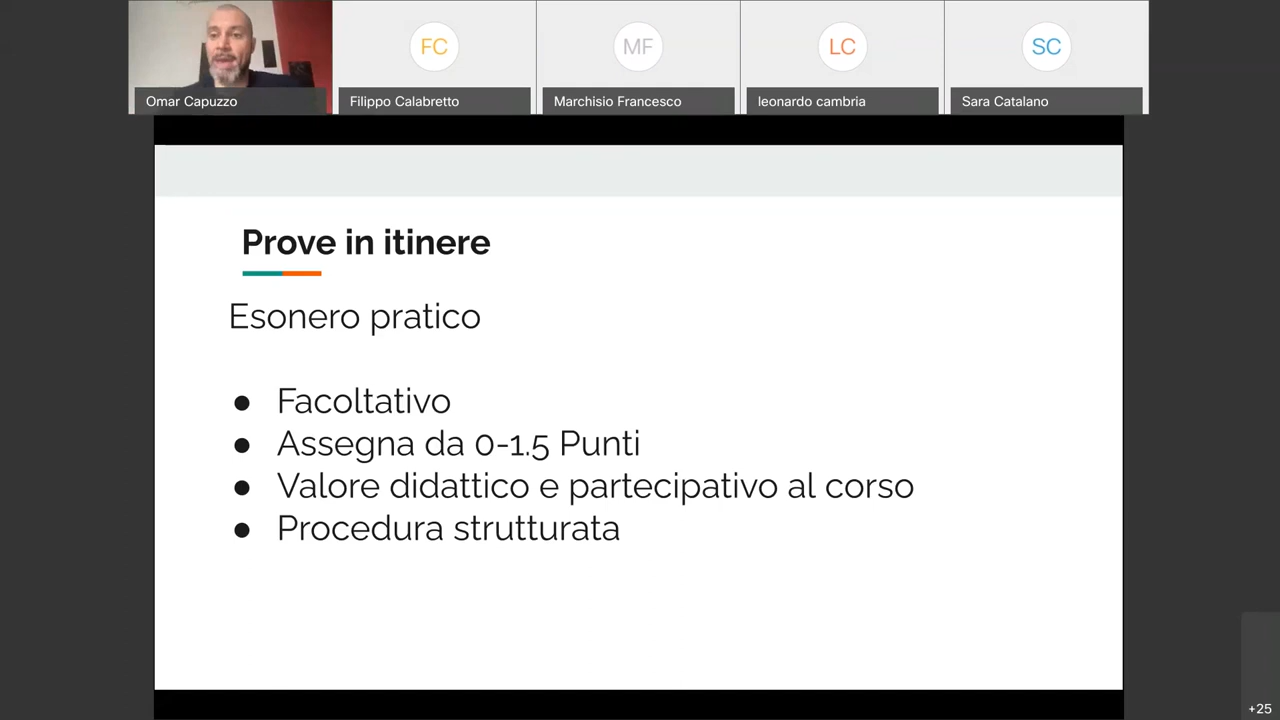 FC
MF
LC
SC
Omar Capuzzo
Filippo Calabretto
Marchisio Francesco
leonardo cambria
Sara Catalano
Prove in itinere
Esonero pratico
● Facoltativo
● Assegna da 0-1.5 Punti
● Valore didattico e partecipativo al corso
● Procedura strutturata
+25